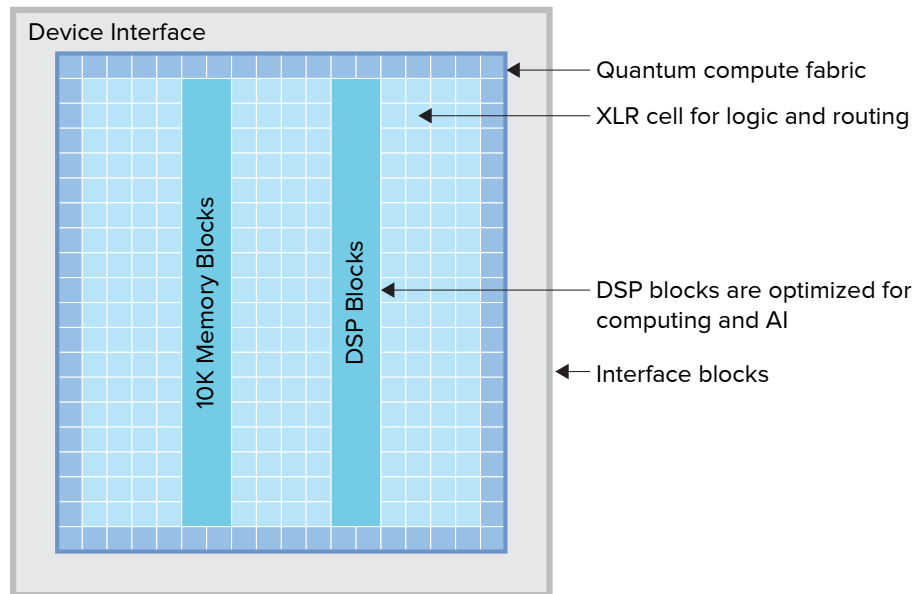 Device Interface
Quantum compute fabric
XLR cell for logic and routing
10K Memory Blocks
DSP Blocks
DSP blocks are optimized for
computing and AI
Interface blocks